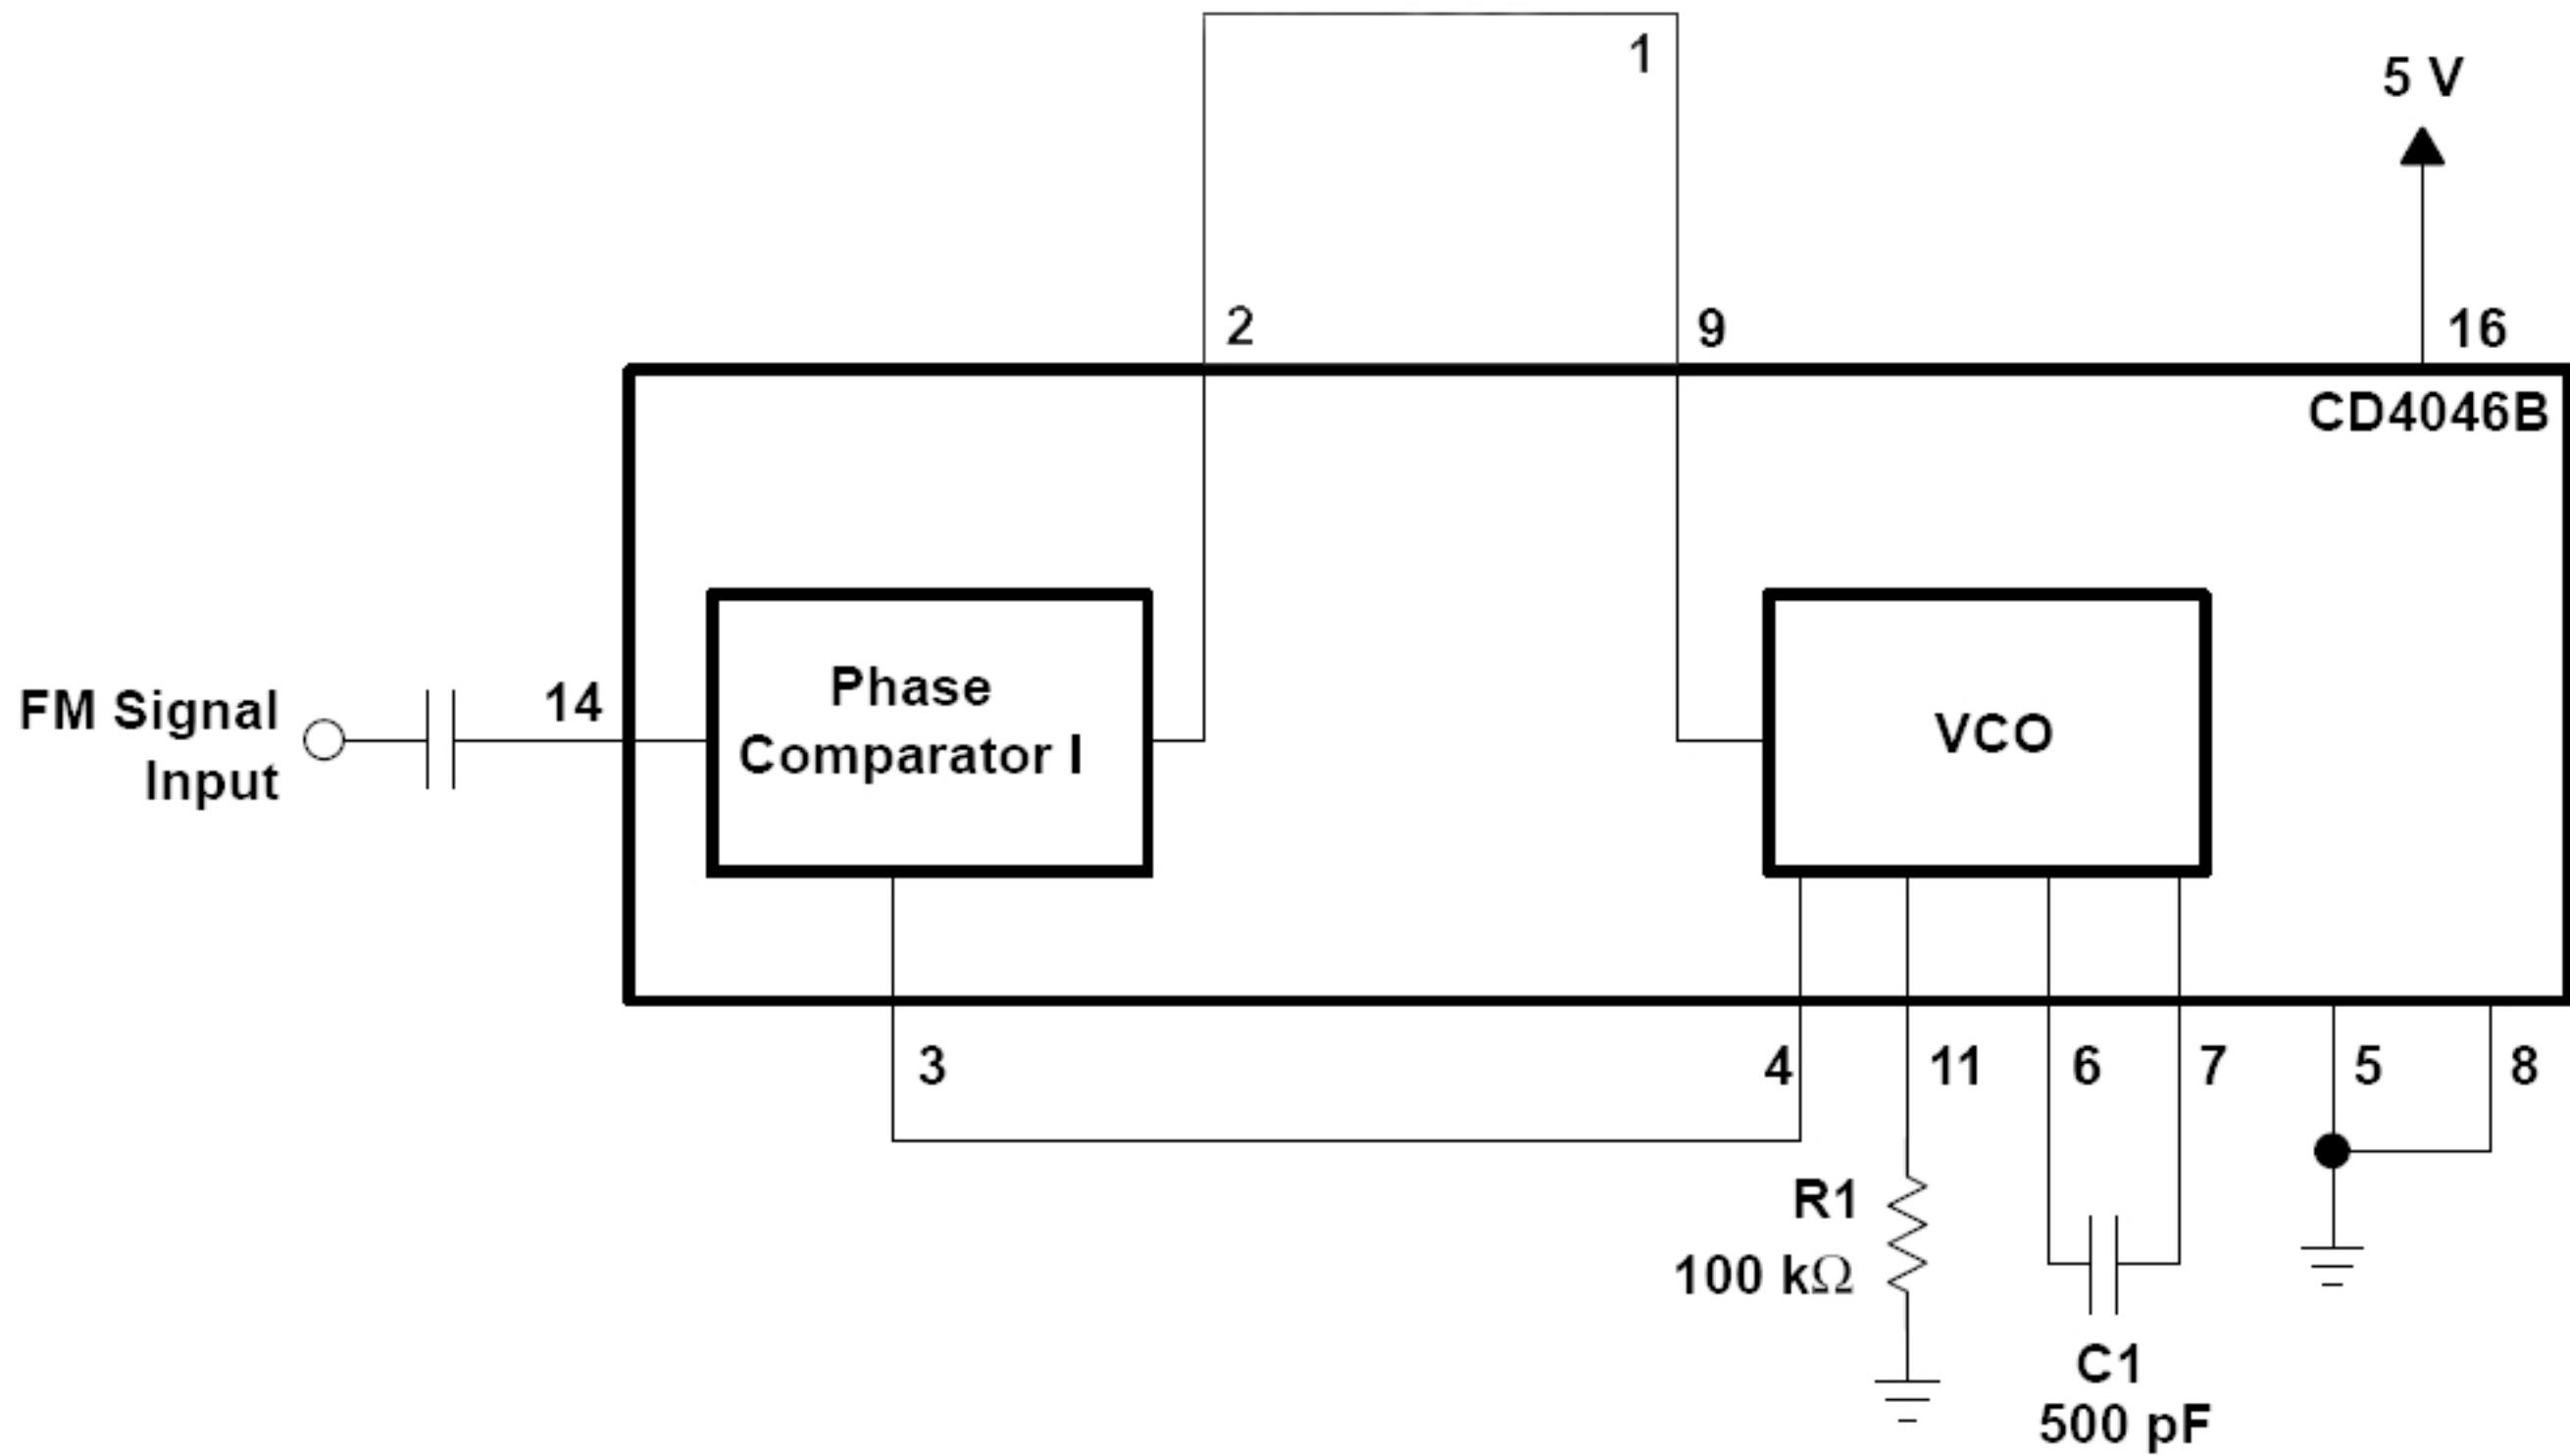 1
5 V
2
9
16
CD4046B
FM Signal
Input
14
Phase
Comparator I
VCO
3
4
11
6
7
5
8
R1
100 kΩ
C1
500 pF